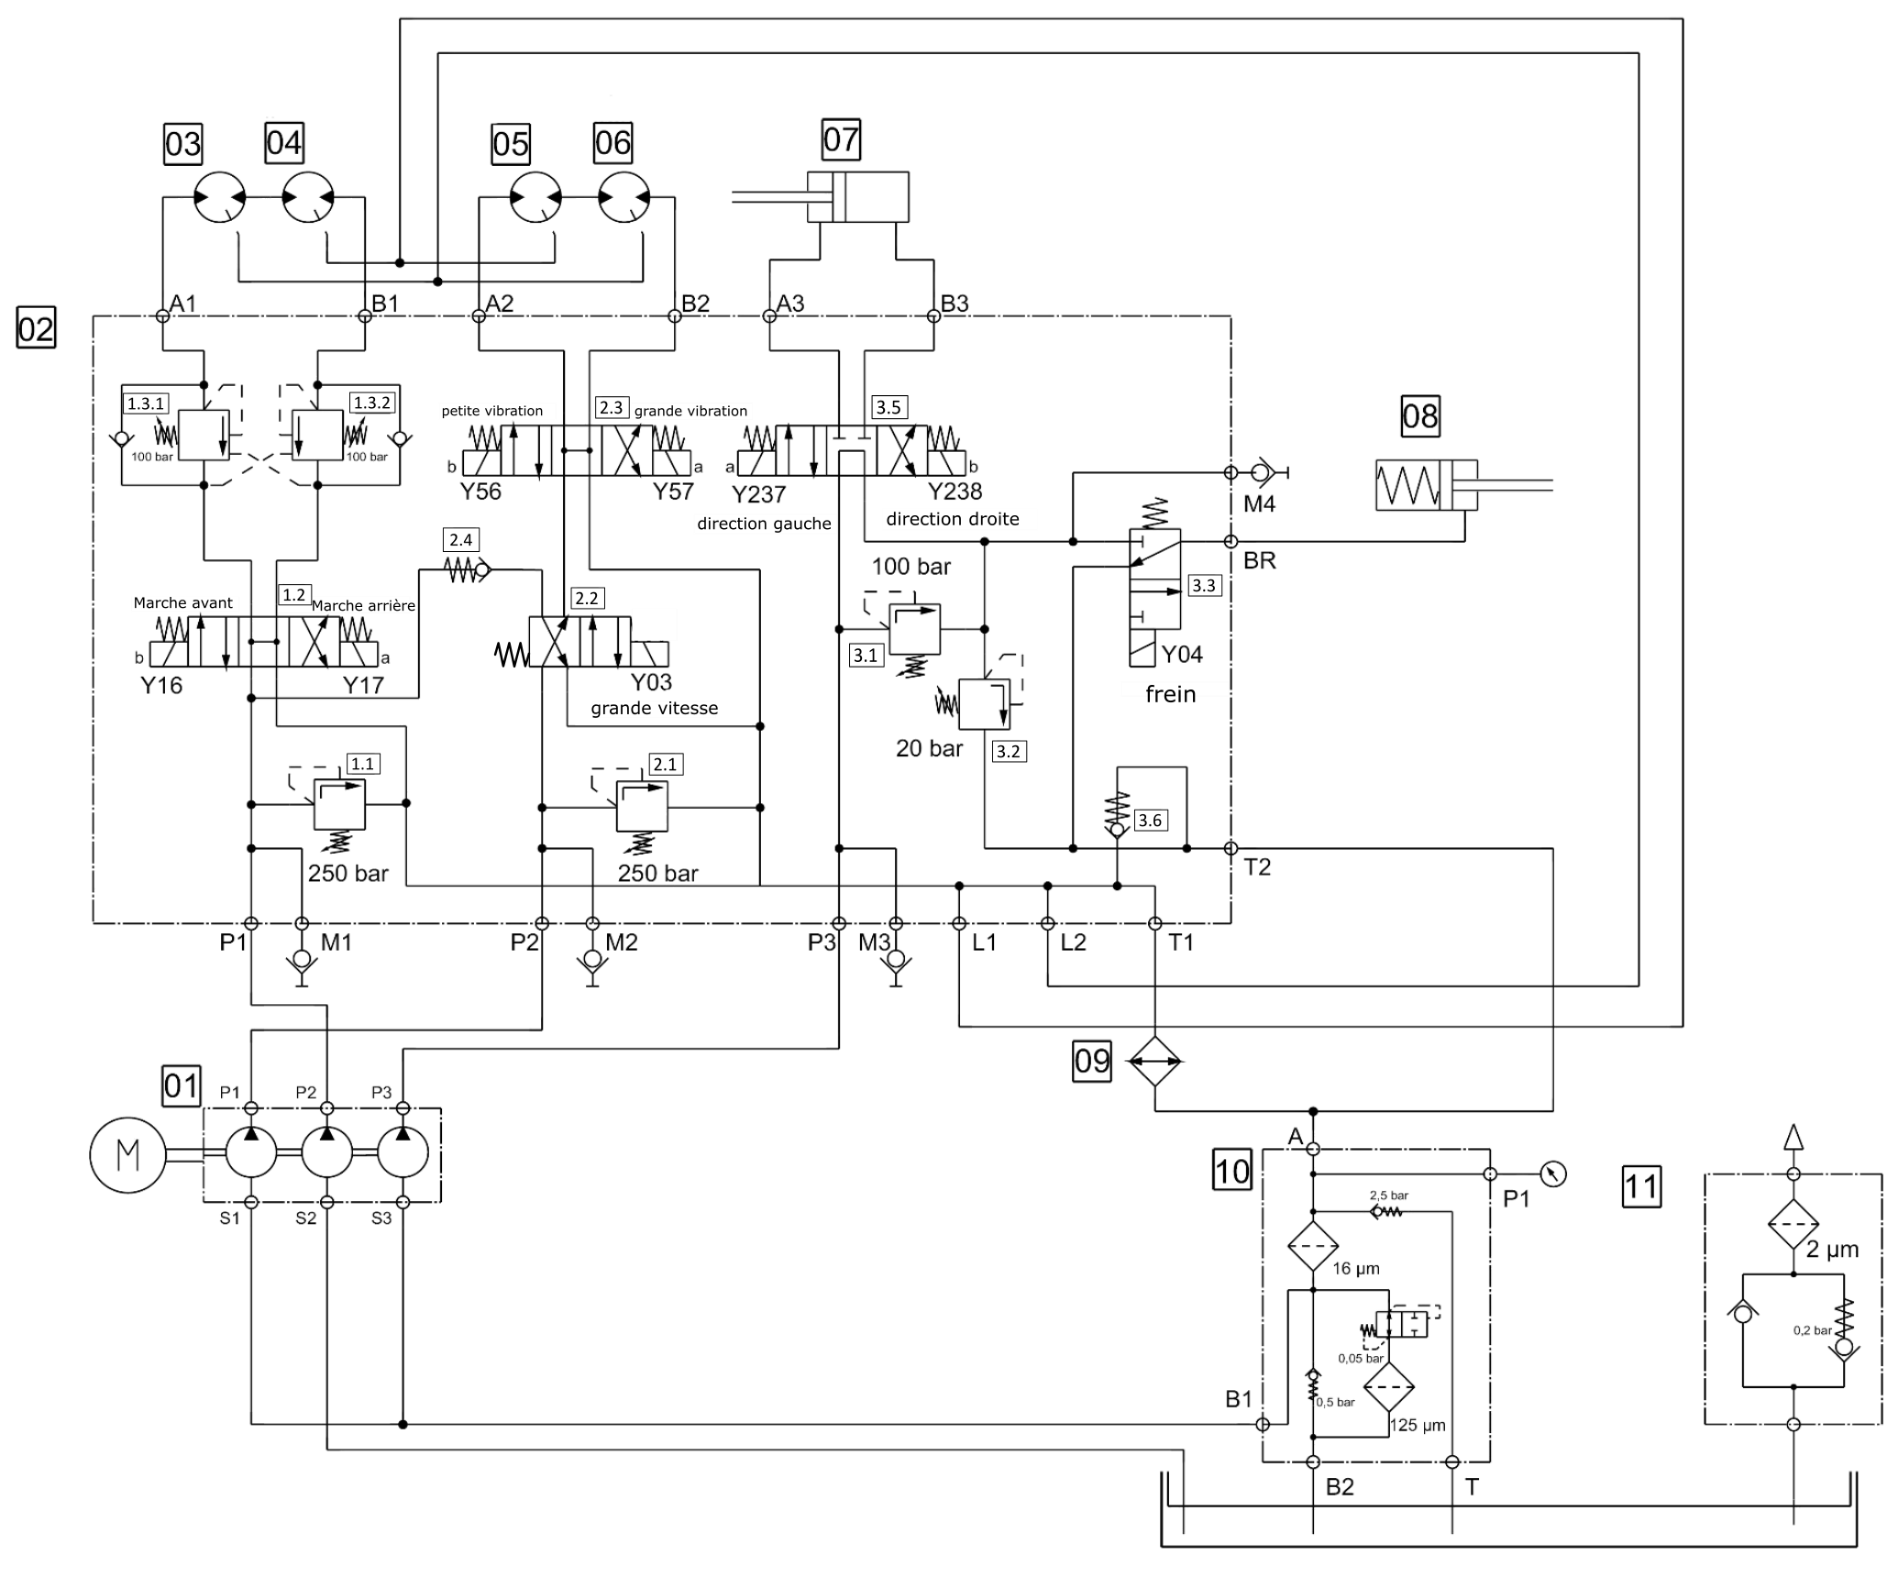 03
04
05
06
07
02
A1
B1
A2
B2
A3
B3
1.3.1
1.3.2
100 bar
100 bar
petite vibration
2.3
grande vibration
3.5
08
b
a
a
b
Y56
Y57
Y237
Y238
M4
direction gauche
direction droite
2.4
BR
100 bar
3.3
Marche avant
1.2
Marche arrière
2.2
b
a
3.1
Y04
Y16
Y17
Y03
frein
grande vitesse
20 bar
3.2
1.1
2.1
3.6
250 bar
250 bar
T2
P1
M1
P2
M2
P3
M3
L1
L2
T1
09
01
P1
P2
P3
M
A
10
P1
11
2,5 bar
S1
S2
S3
16 µm
2 µm
0,2 bar
0,05 bar
B1
0,5 bar
125 µm
B2
T